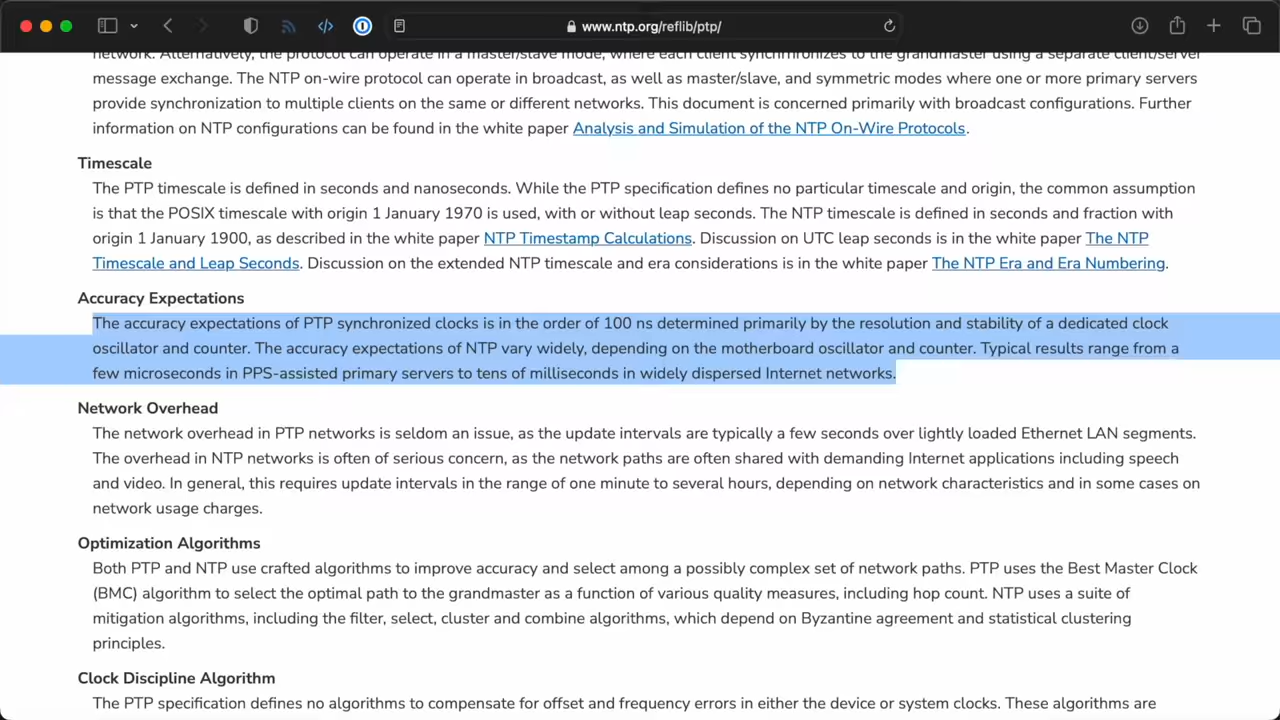 www.ntp.org/reflib/ptp/
network. Alternatively, the protocol can operate in a master/slave mode, where each client synchnronizes to the grandmaster using a separate client/server
message exchange. The NTP on-wire protocol can operate in broadcast, as well as master/slave, and symmetric modes where one or more primary servers
provide synchronization to multiple clients on the same or different networks. This document is concerned primarily with broadcast configurations. Further
information on NTP configurations can be found in the white paper Analysis and Simulation of the NTP On-Wire Protocols.
Timescale
The PTP timescale is defined in seconds and nanoseconds. While the PTP specification defines no particular timescale and origin, the common assumption
is that the POSIX timescale with origin 1 January 1970 is used, with or without leap seconds. The NTP timescale is defined in seconds and fraction with
origin 1 January 1900, as described in the white paper NTP Timestamp Calculations. Discussion on UTC leap seconds is in the white paper The NTP
Timescale and Leap Seconds. Discussion on the extended NTP timescale and era considerations is in the white paper The NTP Era and Era Numbering.
Accuracy Expectations
The accuracy expectations of PTP synchronized clocks is in the order of 100 ns determined primarily by the resolution and stability of a dedicated clock
oscillator and counter. The accuracy expectations of NTP vary widely, depending on the motherboard oscillator and counter. Typical results range from a
few microseconds in PPS-assisted primary servers to tens of milliseconds in widely dispersed Internet networks.
Network Overhead
The network overhead in PTP networks is seldom an issue, as the update intervals are typically a few seconds over lightly loaded Ethernet LAN segments.
The overhead in NTP networks is often of serious concern, as the network paths are often shared with demanding Internet applications including speech
and video. In general, this requires update intervals in the range of one minute to several hours, depending on network characteristics and in some cases on
network usage charges.
Optimization Algorithms
Both PTP and NTP use crafted algorithms to improve accuracy and select among a possibly complex set of network paths. PTP uses the Best Master Clock
(BMC) algorithm to select the optimal path to the grandmaster as a function of various quality measures, including hop count. NTP uses a suite of
mitigation algorithms, including the filter, select, cluster and combine algorithms, which depend on Byzantine agreement and statistical clustering
principles.
Clock Discipline Algorithm
The PTP specification defines no algorithms to compensate for offset and frequency errors in either the device or system clocks. These algorithms are